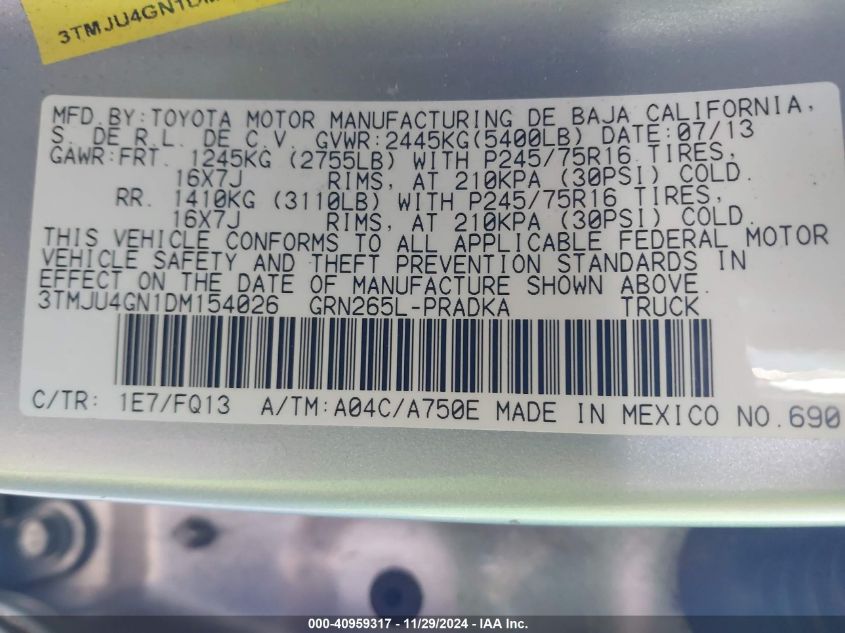 3TMJU4GN1DM
MFD.BY:TOYOTA MOTOR MANUFACTURING DE BAJA CALIFORNIA,
S. DE R.L. DE C.V. GVWR:2445KG(5400LB) DATE:07/13
GAWR:FRT. 1245KG (2755LB) WITH P245/75R16 TIRES,
16X7J RIMS, AT 210KPA (30PSI) COLD.
RR. 1410KG (3110LB) WITH P245/75R16 TIRES,
16X7J RIMS, AT 210KPA (30PSI) COLD.
THIS VEHICLE CONFORMS TO ALL APPLICABLE FEDERAL MOTOR
VEHICLE SAFETY AND THEFT PREVENTION STANDARDS IN
EFFECT ON THE DATE OF MANUFACTURE SHOWN ABOVE.
3TMJU4GN1DM154026 GRN265L-PRADKA TRUCK
C/TR: 1E7/FQ13 A/TM:A04C/A750E MADE IN MEXICO NO.690
000-40959317 - 11/29/2024 - IAA Inc.